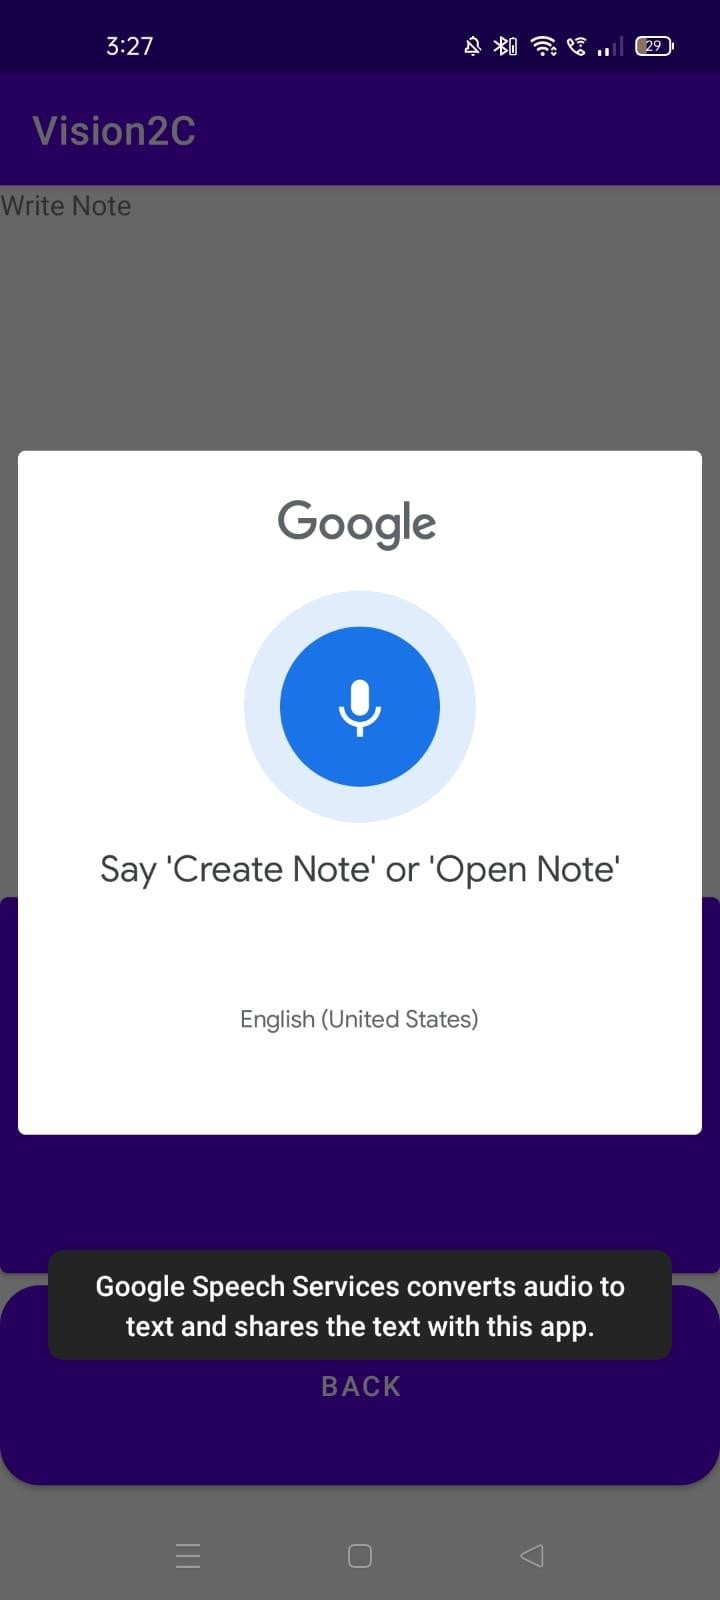 3:27
29
Vision2C
Write Note
Google
Say 'Create Note' or 'Open Note'
English (United States)
Google Speech Services converts audio to
text and shares the text with this app.
BACK